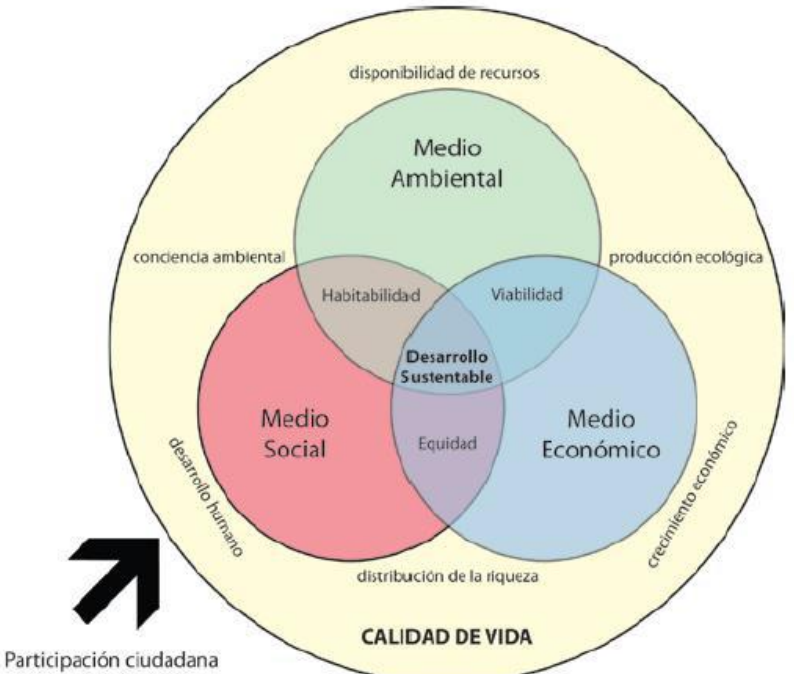 disponibilidad de recursos
Medio
Ambiental
conciencia ambiental
producción ecológica
Habitabilidad
Viabilidad
Desarrollo
Sustentable
Medio
Social
Medio
Económico
Equidad
desarrollo humano
crecimiento económico
distribución de la riqueza
CALIDAD DE VIDA
Participación ciudadana